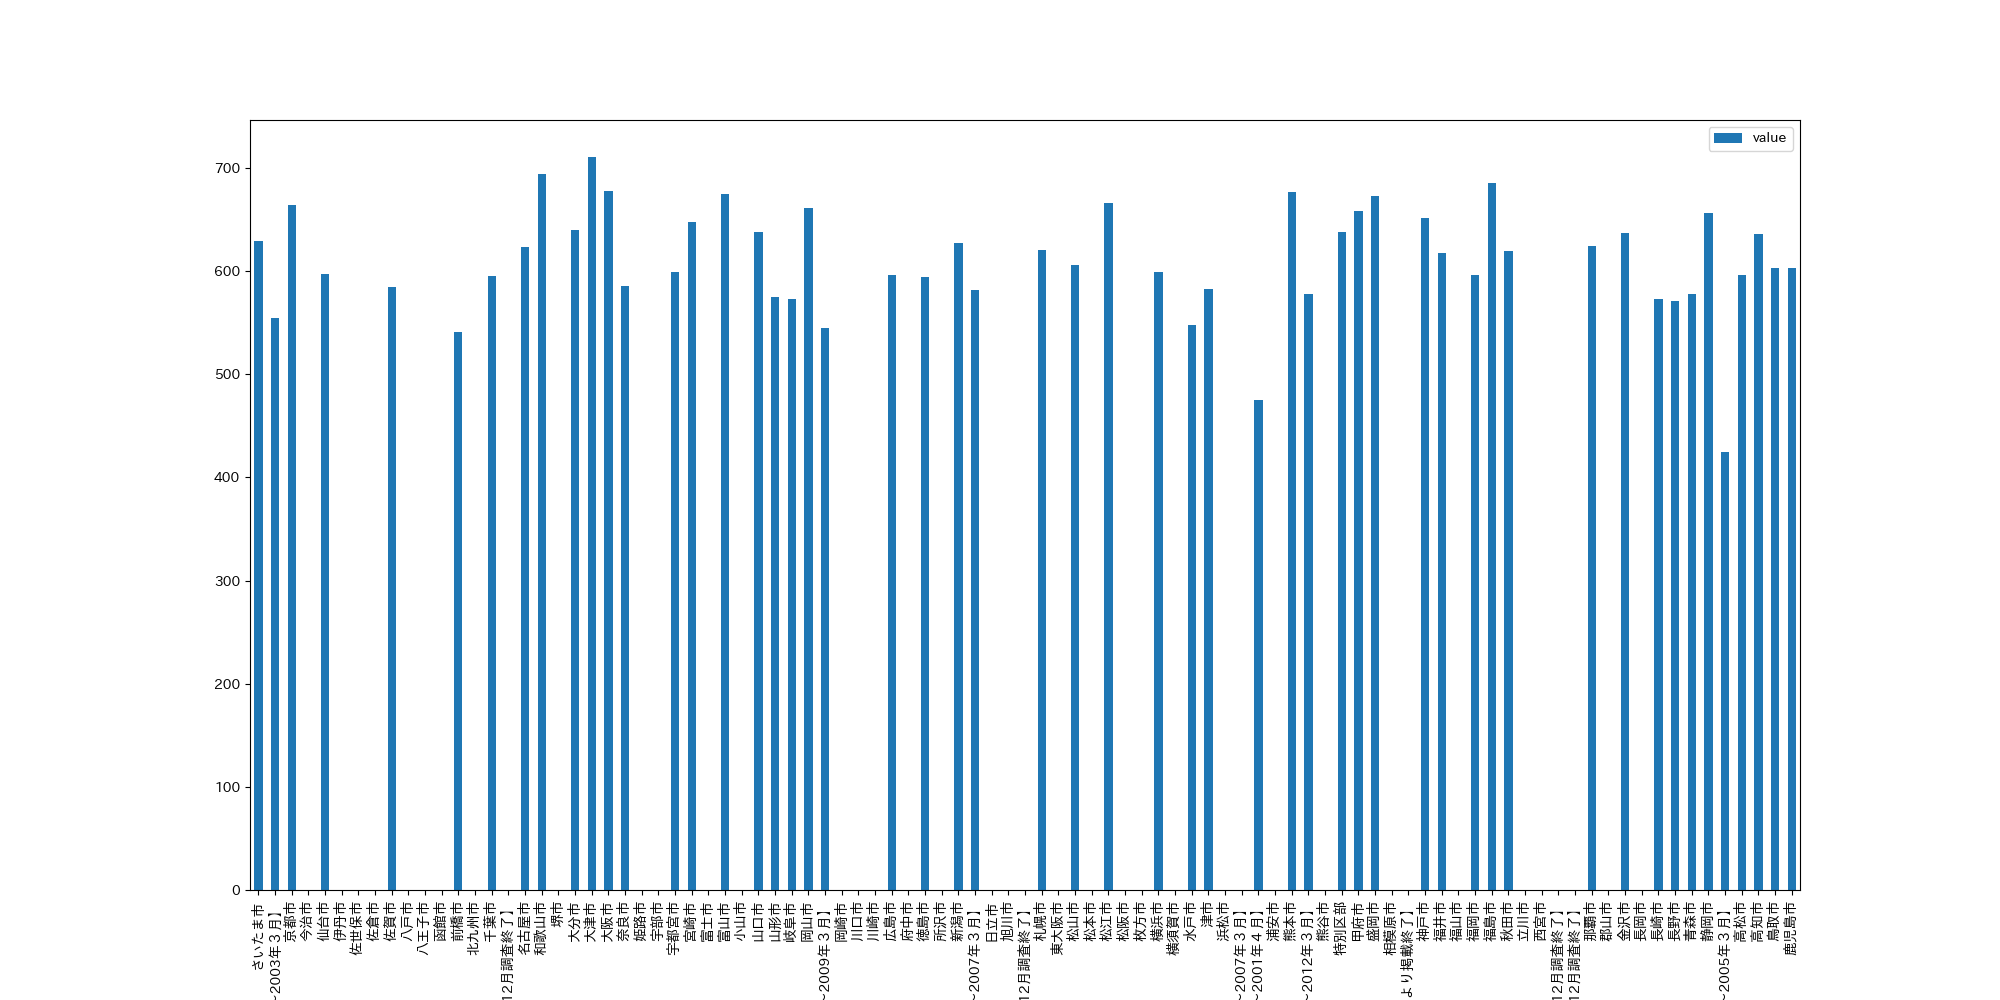 value
700
600
500
400
300
200
100
0
さいたま市
~2003年３月】
京都市
今治市
仙台市
伊丹市
佐世保市
佐倉市
佐賀市
八戸市
八王子市
函館市
前橋市
北九州市
千葉市
12月調査終了】
名古屋市
和歌山市
堺市
大分市
大津市
大阪市
奈良市
姫路市
宇部市
宇都宮市
宮崎市
富士市
富山市
小山市
山口市
山形市
岐阜市
岡山市
~2009年３月】
岡崎市
川口市
川崎市
広島市
府中市
徳島市
所沢市
新潟市
~2007年３月】
日立市
旭川市
12月調査終了】
札幌市
東大阪市
松山市
松本市
松江市
松阪市
枚方市
横浜市
横須賀市
水戸市
津市
浜松市
~2007年３月】
~2001年４月】
浦安市
熊本市
~2012年３月】
熊谷市
特別区部
甲府市
盛岡市
相模原市
より掲載終了】
神戸市
福井市
福山市
福岡市
福島市
秋田市
立川市
西宮市
12月調査終了】
12月調査終了】
那覇市
郡山市
金沢市
長岡市
長崎市
長野市
青森市
静岡市
~2005年３月】
高松市
高知市
鳥取市
鹿児島市